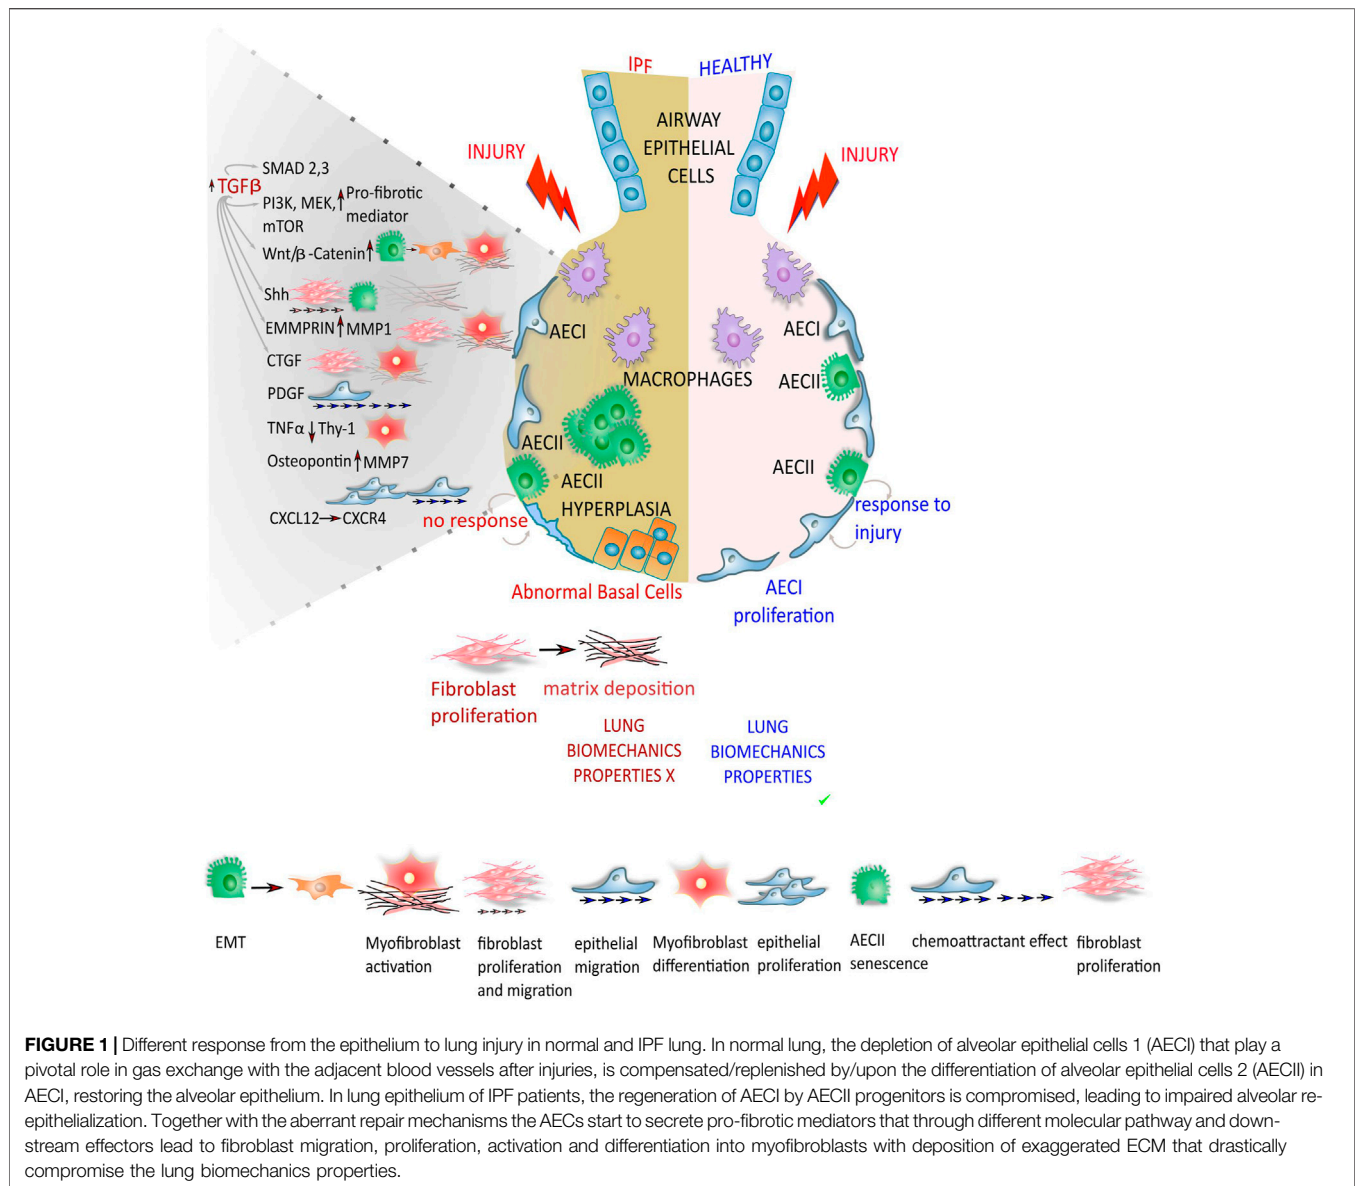 IPF
HEALTHY
AIRWAY
EPITHELIAL
CELLS
INJURY
INJURY
SMAD 2,3
TGFβ
PI3K, MEK,
mTOR
Pro-fibrotic
mediator
Wnt/β-Catenin
Shh
EMMPRIN
MMP1
CTGF
PDGF
TNFα
Thy-1
Osteopontin
MMP7
CXCL12
CXCR4
AECI
AECI
MACROPHAGES
AECII
AECII
AECII
AECII
HYPERPLASIA
no response
response to
injury
Abnormal Basal Cells
AECI
proliferation
Fibroblast
proliferation
matrix deposition
LUNG
BIOMECHANICS
PROPERTIES X
LUNG
BIOMECHANICS
PROPERTIES
EMT
Myofibroblast
activation
fibroblast
proliferation
and migration
epithelial
migration
Myofibroblast
differentiation
epithelial
proliferation
AECII
senescence
chemoattractant effect
fibroblast
proliferation
FIGURE 1 | Different response from the epithelium to lung injury in normal and IPF lung. In normal lung, the depletion of alveolar epithelial cells 1 (AECI) that play a
pivotal role in gas exchange with the adjacent blood vessels after injuries, is compensated/replenished by/upon the differentiation of alveolar epithelial cells 2 (AECII) in
AECI, restoring the alveolar epithelium. In lung epithelium of IPF patients, the regeneration of AECI by AECII progenitors is compromised, leading to impaired alveolar re-
epithelialization. Together with the aberrant repair mechanisms the AECs start to secrete pro-fibrotic mediators that through different molecular pathway and down-
stream effectors lead to fibroblast migration, proliferation, activation and differentiation into myofibroblasts with deposition of exaggerated ECM that drastically
compromise the lung biomechanics properties.